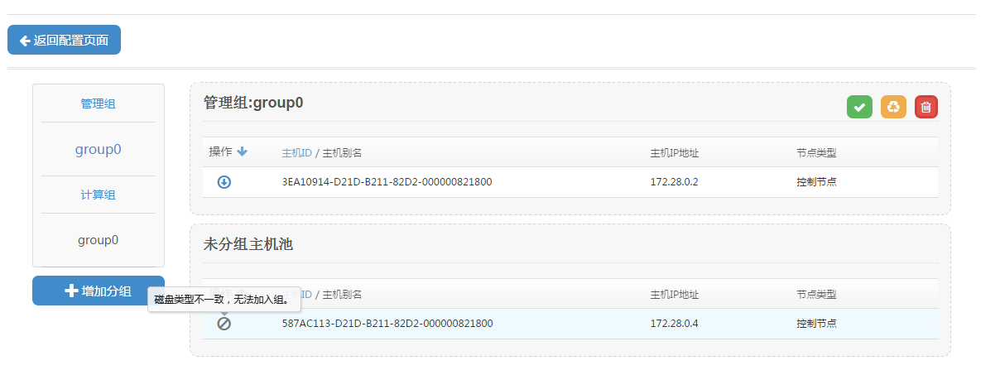 返回配置页面
管理组
group0
计算组
group0
增加分组
管理组:group0
操作 主机ID / 主机别名 主机IP地址 节点类型
3EA10914-D21D-B211-82D2-000000821800 172.28.0.2 控制节点
未分组主机池
ID / 主机别名 主机IP地址 节点类型
磁盘类型不一致，无法加入组。
587AC113-D21D-B211-82D2-000000821800 172.28.0.4 控制节点